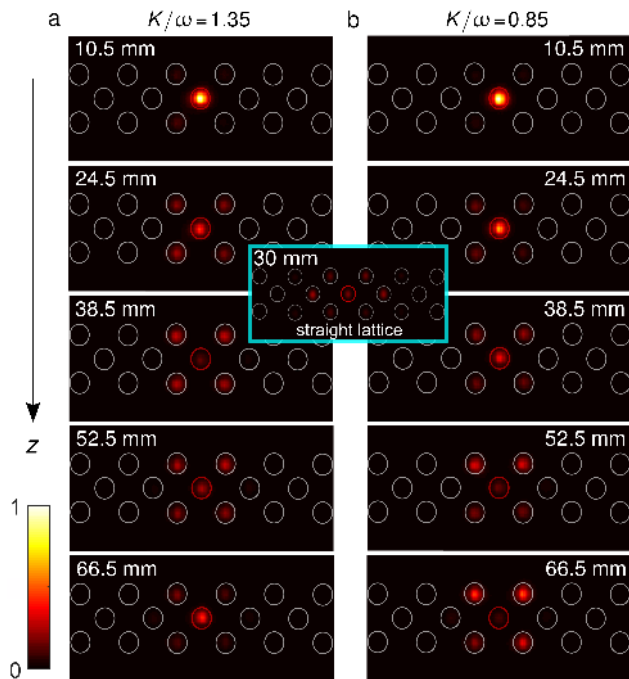 a K/ω=1.35 b K/ω=0.85
10.5 mm 10.5 mm
24.5 mm 24.5 mm
30 mm
straight lattice
38.5 mm 38.5 mm
52.5 mm 52.5 mm
66.5 mm 66.5 mm
z
1
0